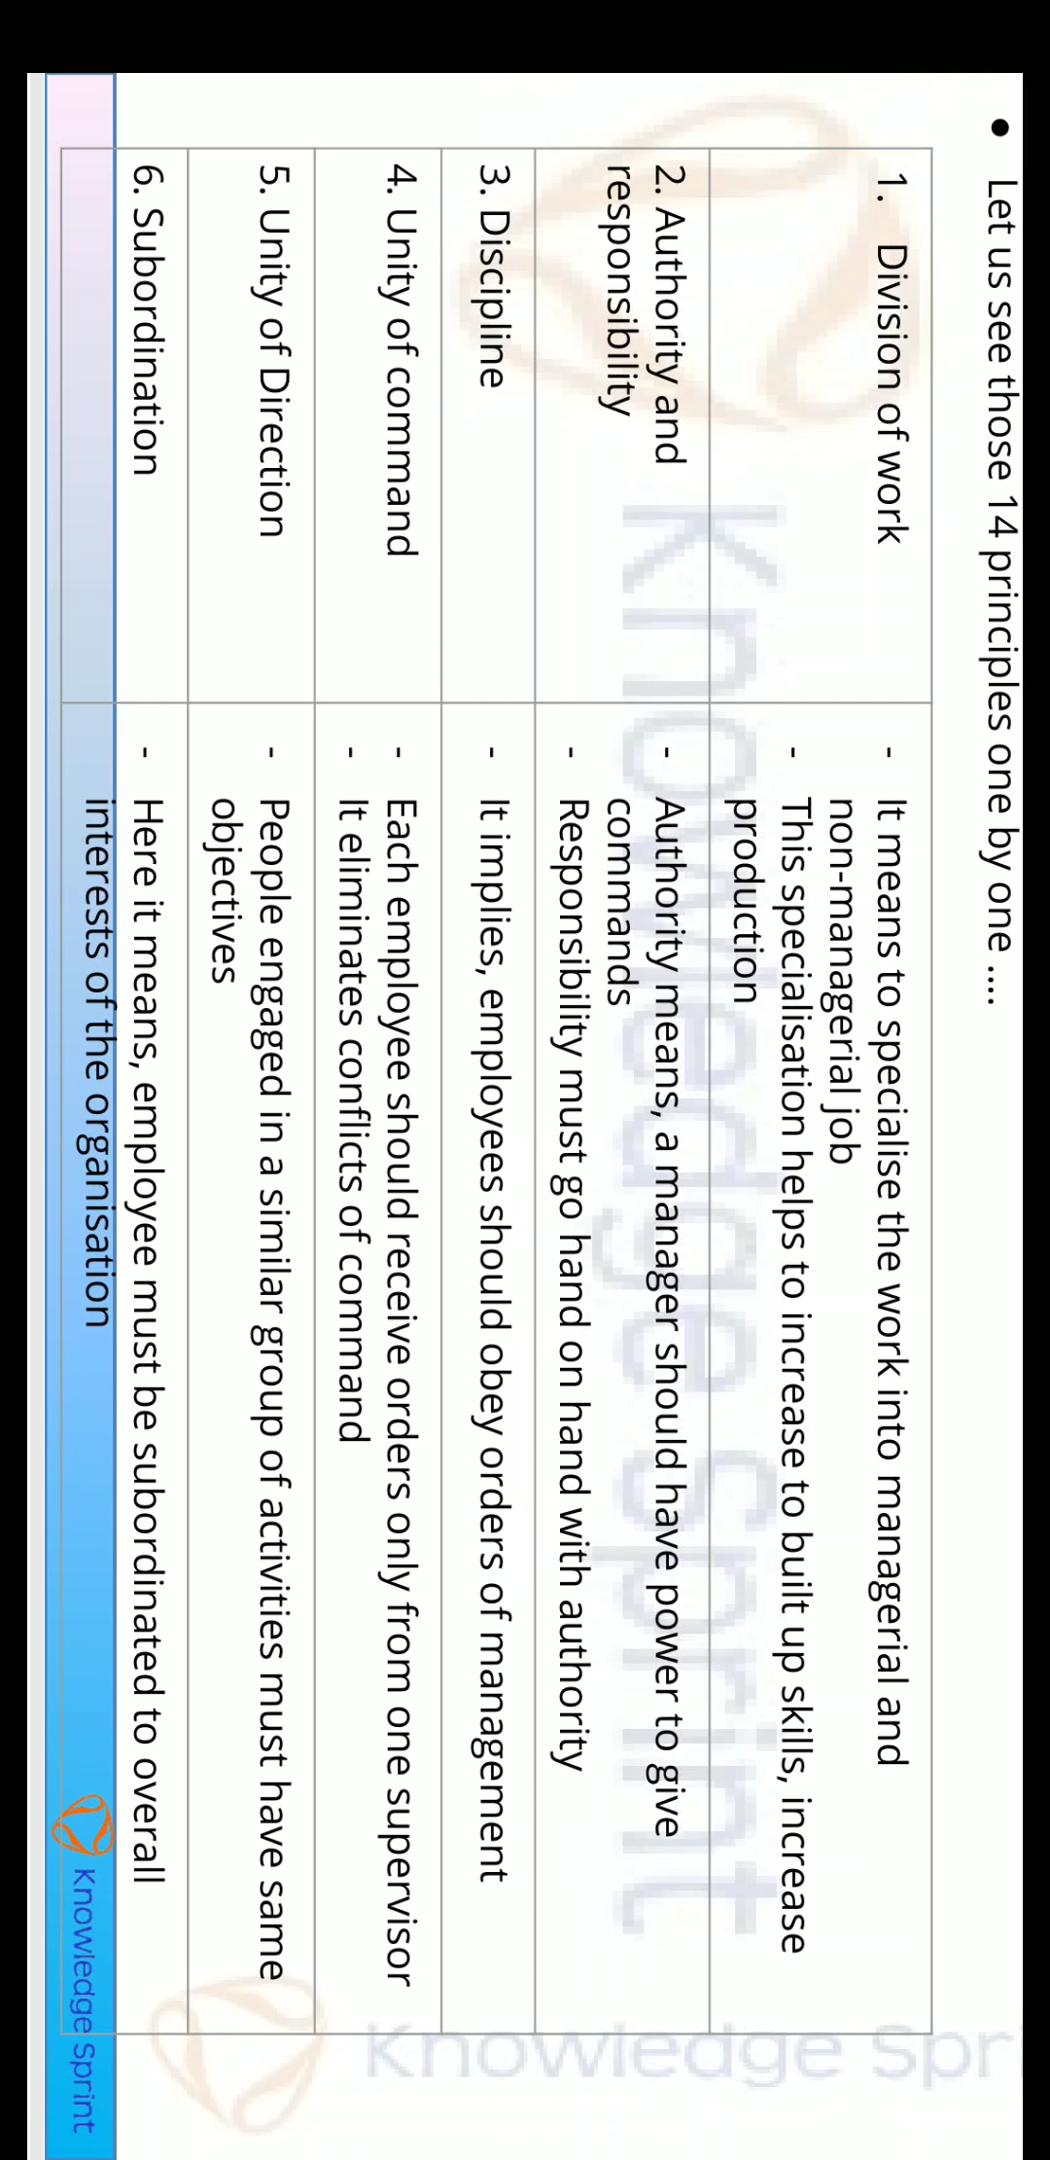 • Let us see those 14 principles one by one ....
1. Division of work
- It means to specialise the work into managerial and
non-managerial job
- This specialisation helps to increase to built up skills, increase
production
2. Authority and
responsibility
- Authority means, a manager should have power to give
commands
- Responsibility must go hand on hand with authority
3. Discipline
- It implies, employees should obey orders of management
4. Unity of command
- Each employee should receive orders only from one supervisor
- It eliminates conflicts of command
5. Unity of Direction
- People engaged in a similar group of activities must have same
objectives
6. Subordination
- Here it means, employee must be subordinated to overall
interests of the organisation
Knowledge Sprint
Knowledge Spri
Knowledge Sprint